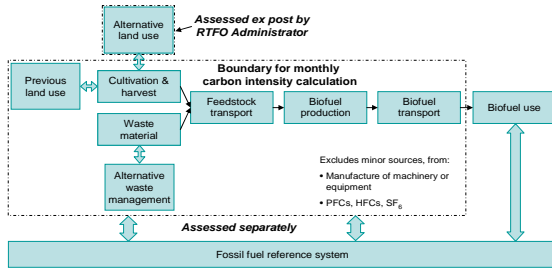 Alternative
land use
Assessed ex post by
RTFO Administrator
Boundary for monthly
carbon intensity calculation
Previous
land use
Cultivation &
harvest
Waste
material
Alternative
waste
management
Feedstock
transport
Biofuel
production
Biofuel
transport
Biofuel use
Excludes minor sources, from:
• Manufacture of machinery or
equipment
• PFCs, HFCs, SF6
Assessed separately
Fossil fuel reference system